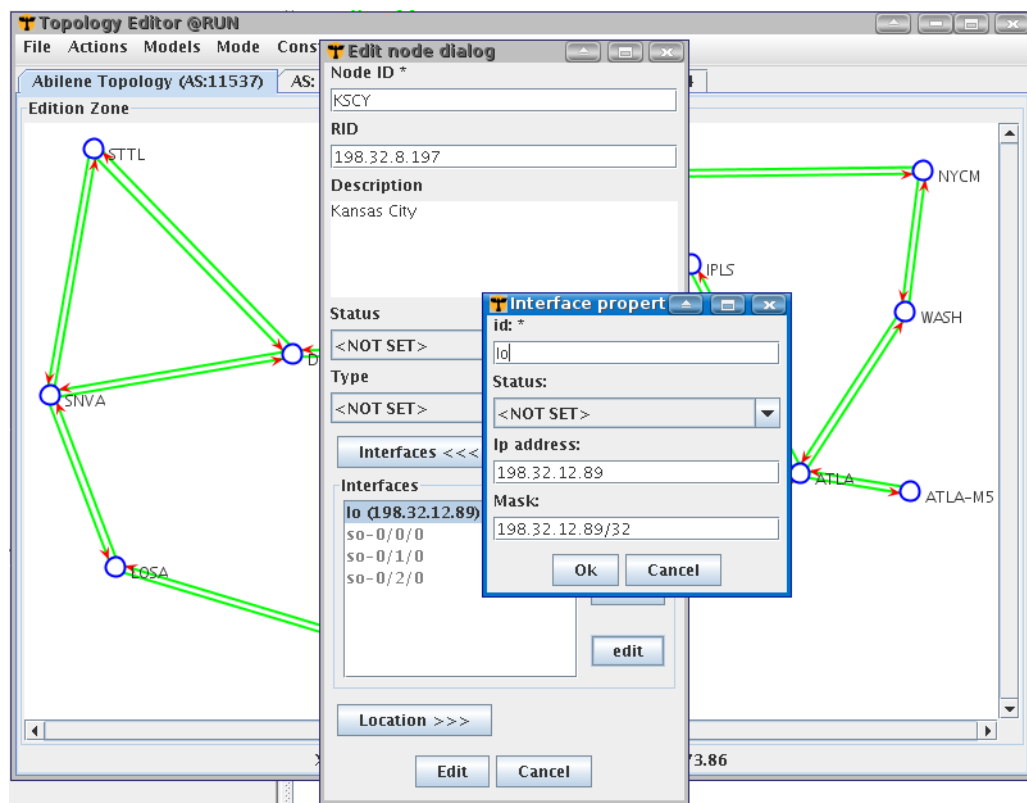 Topology Editor @RUN
File Actions Models Mode
Abilene Topology (AS:11537) AS:
Edition Zone
STTL
SNVA
LOSA
NYCM
IPLS
WASH
ATLA
ATLA-M5
73.86
Edit node dialog
Node ID *
KSCY
RID
198.32.8.197
Description
Kansas City
Status
<NOT SET>
Type
<NOT SET>
Interfaces <<<
Interfaces
lo (198.32.12.89)
so-0/0/0
so-0/1/0
so-0/2/0
edit
Location >>>
Edit Cancel
Interface propert
id: *
lo
Status:
<NOT SET>
Ip address:
198.32.12.89
Mask:
198.32.12.89/32
Ok Cancel